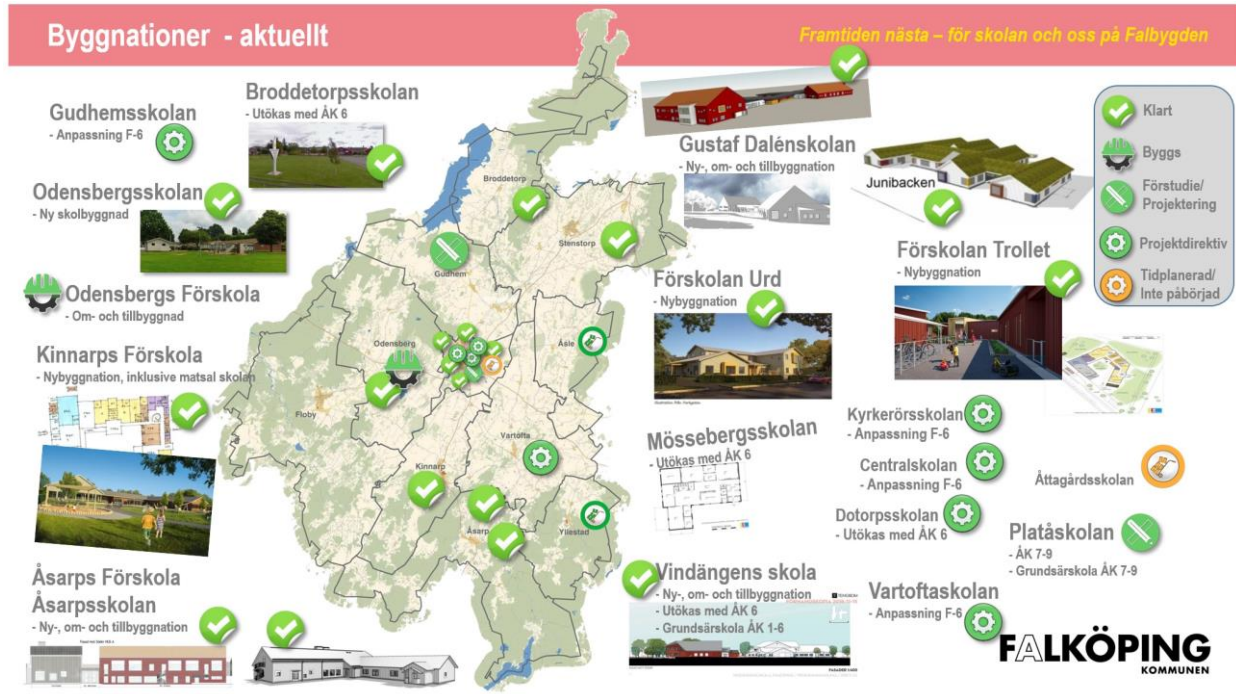 Byggnationer - aktuellt
Framtiden nästa – för skolan och oss på Falbygden
Gudhemsskolan
- Anpassning F-6
Broddetorpsskolan
- Utökas med ÅK 6
Odensbergsskolan
- Ny skolbyggnad
Odensbergs Förskola
- Om- och tillbyggnad
Kinnarps Förskola
- Nybyggnation, inklusive matsal skolan
Åsarps Förskola
Åsarpsskolan
- Ny-, om- och tillbyggnation
Broddetorp
Stenstorp
Gudhem
Odensberg
Åsle
Floby
Vartofta
Kinnarp
Åsarp
Yllestad
Gustaf Dalénskolan
- Ny-, om- och tillbyggnation
Förskolan Urd
- Nybyggnation
Mössebergsskolan
- Utökas med ÅK 6
Vindängens skola
- Ny-, om- och tillbyggnation
- Utökas med ÅK 6
- Grundsärskola ÅK 1-6
Junibacken
Förskolan Trollet
- Nybyggnation
Kyrkerörsskolan
- Anpassning F-6
Centralskolan
- Anpassning F-6
Dotorpsskolan
- Utökas med ÅK 6
Vartoftaskolan
- Anpassning F-6
Åttagårdsskolan
Platåskolan
- ÅK 7-9
- Grundsärskola ÅK 7-9
Klart
Byggs
Förstudie/
Projektering
Projektdirektiv
Tidplanerad/
Inte påbörjad
FALKÖPING
KOMMUNEN